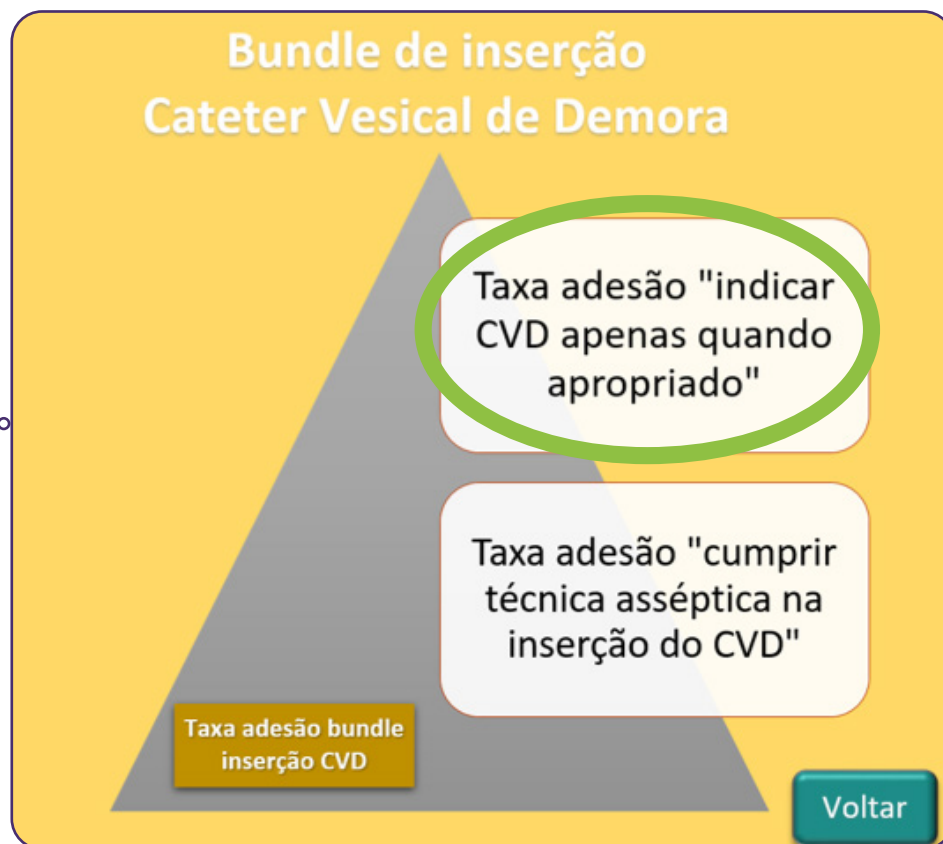 Bundle de inserção
Cateter Vesical de Demora
Taxa adesão "indicar
CVD apenas quando
apropriado"
Taxa adesão "cumprir
técnica asséptica na
inserção do CVD"
Taxa adesão bundle
inserção CVD
Voltar